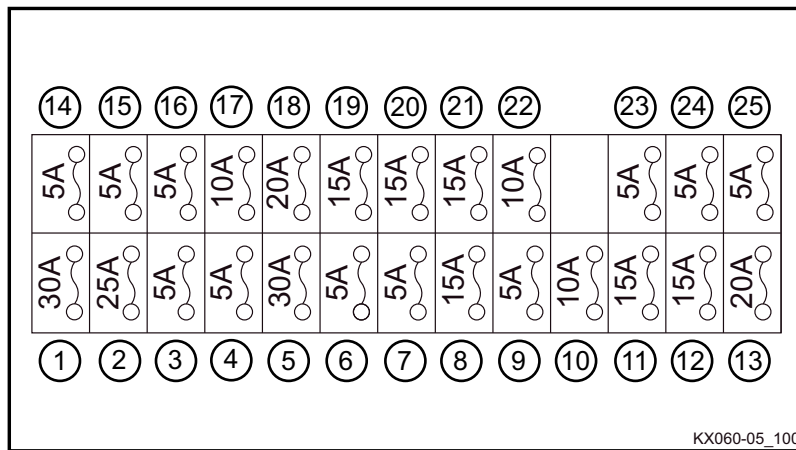 14 15 16 17 18 19 20 21 22 23 24 25
5A 5A 5A 10A 20A 15A 15A 15A 10A 5A 5A 5A
30A 25A 5A 5A 30A 5A 5A 15A 5A 10A 15A 15A 20A
1 2 3 4 5 6 7 8 9 10 11 12 13
KX060-05_100